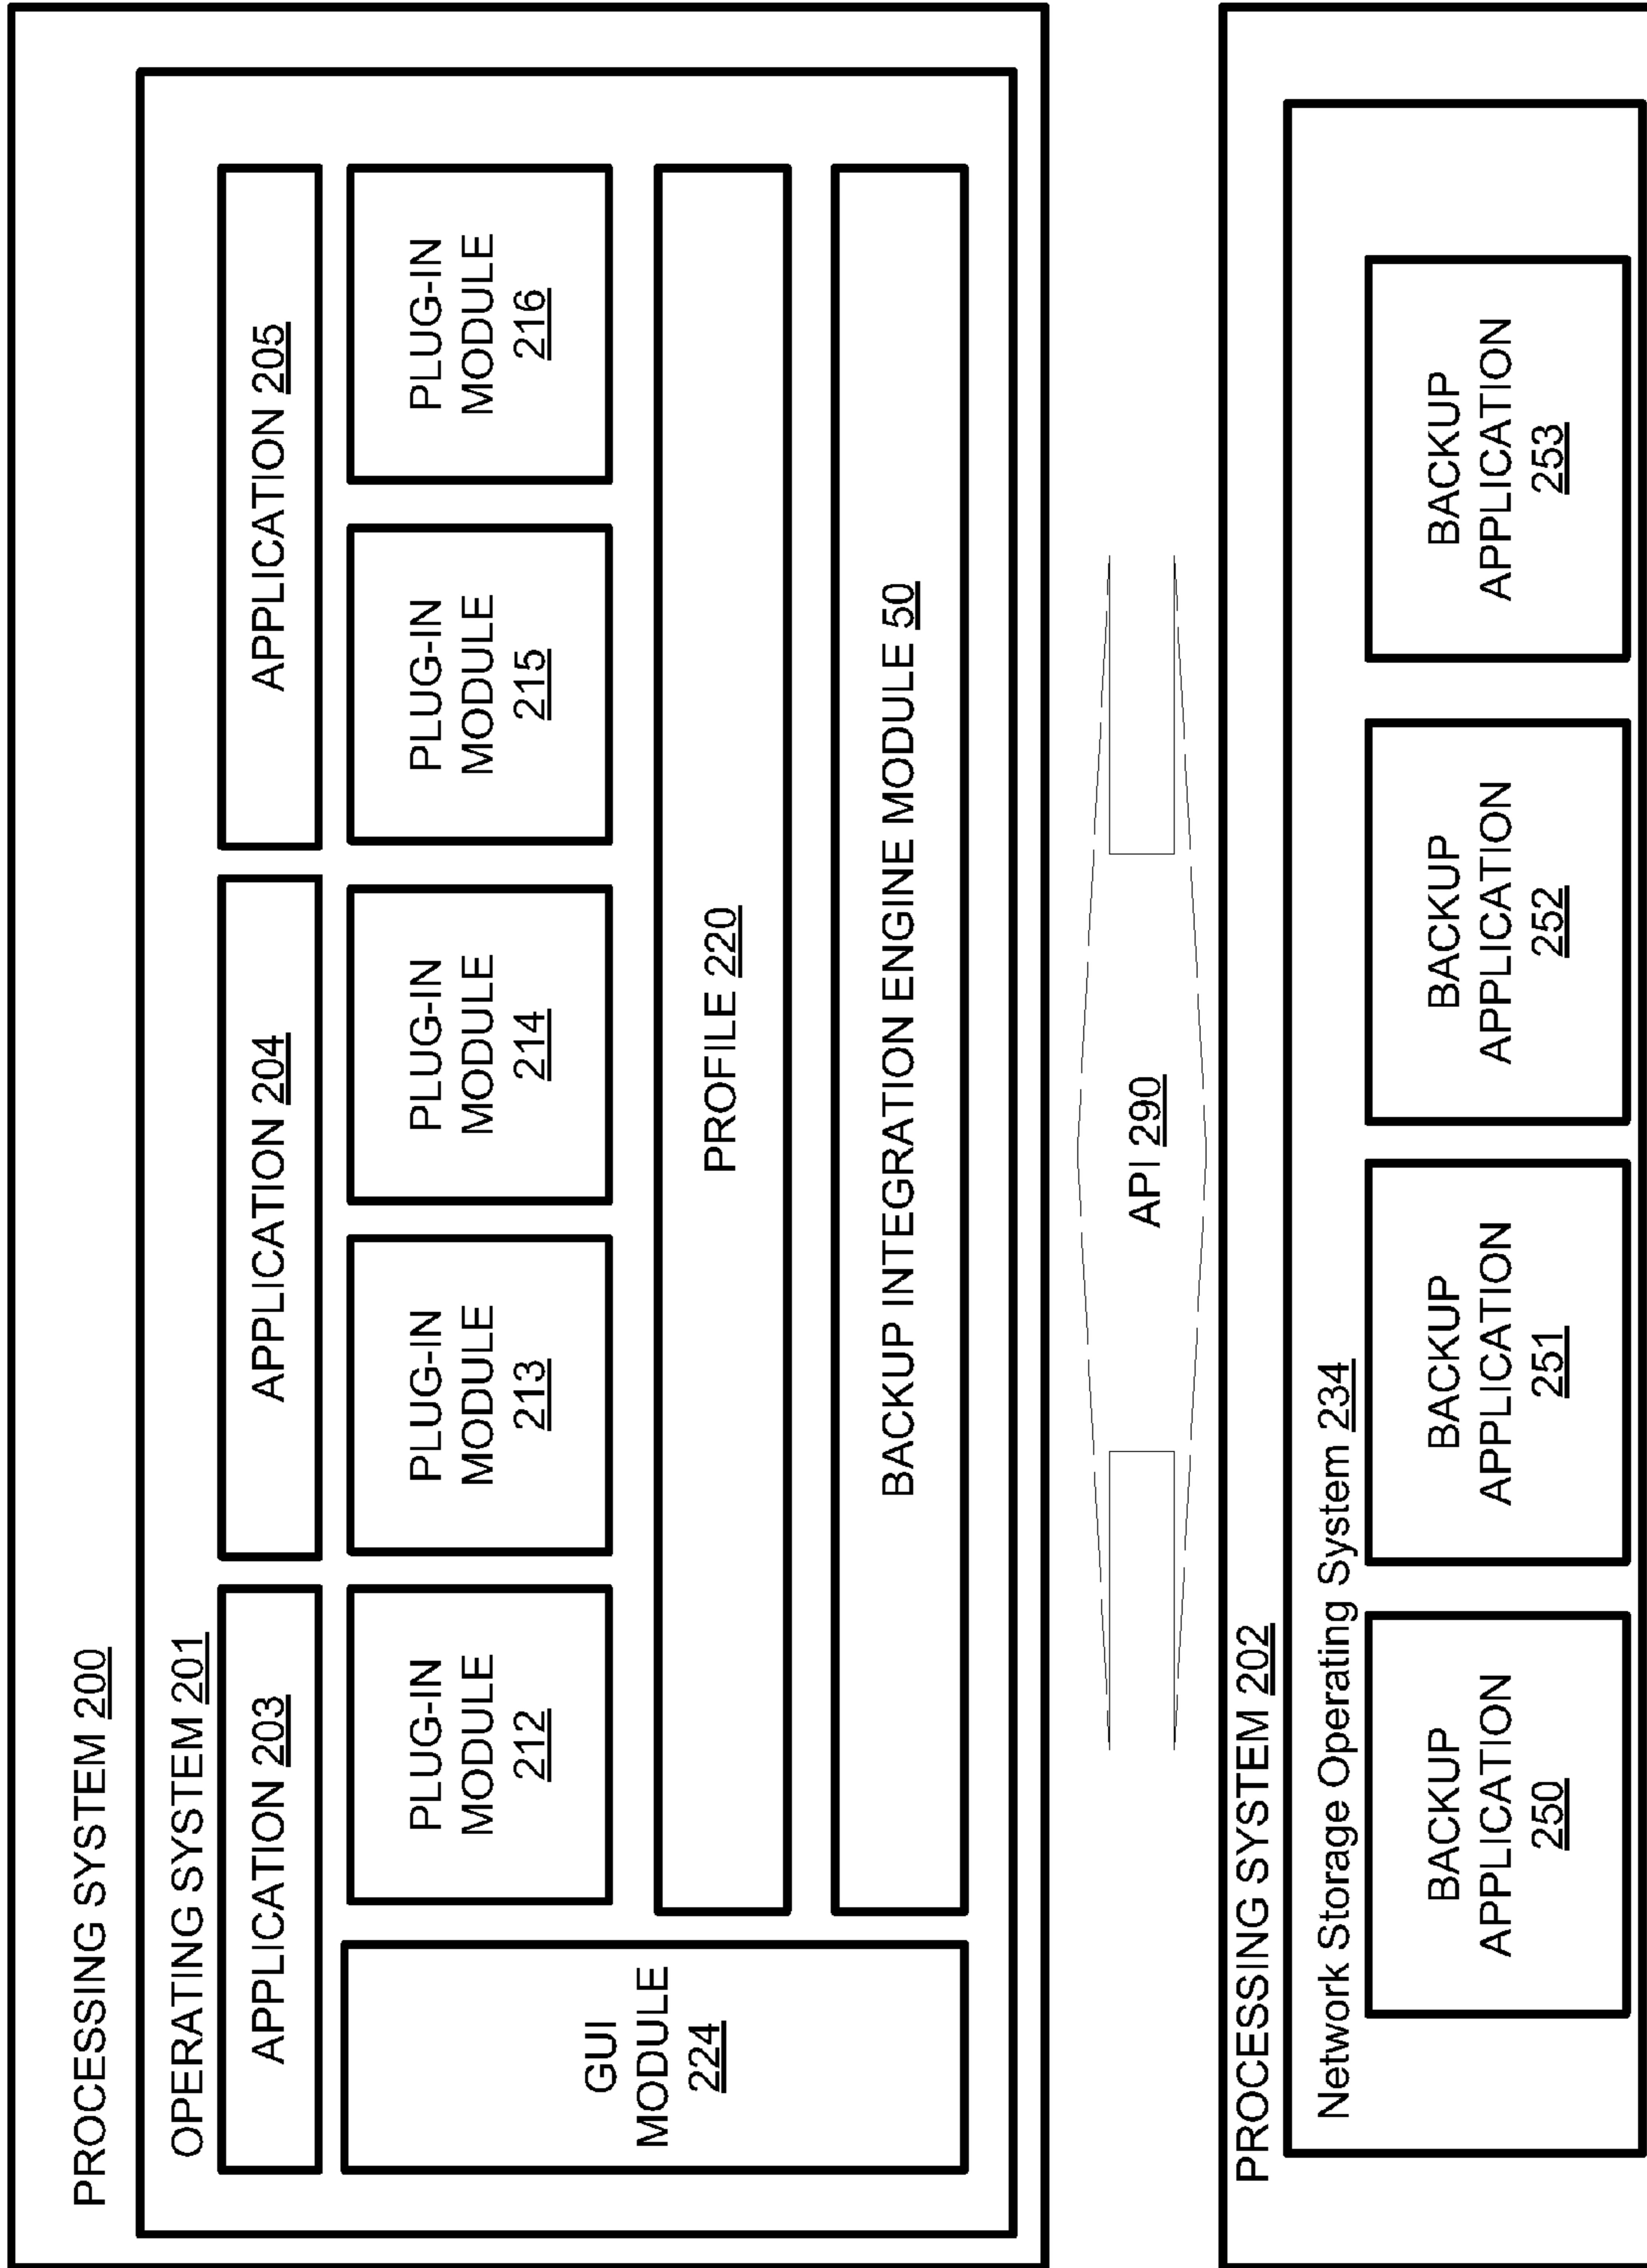 PROCESSING SYSTEM 200
OPERATING SYSTEM 201
APPLICATION 203
APPLICATION 204
APPLICATION 205
GUI
MODULE
224
PLUG-IN
MODULE
212
PLUG-IN
MODULE
213
PLUG-IN
MODULE
214
PLUG-IN
MODULE
215
PLUG-IN
MODULE
216
PROFILE 220
BACKUP INTEGRATION ENGINE MODULE 50
API 290
PROCESSING SYSTEM 202
Network Storage Operating System 234
BACKUP
APPLICATION
250
BACKUP
APPLICATION
251
BACKUP
APPLICATION
252
BACKUP
APPLICATION
253